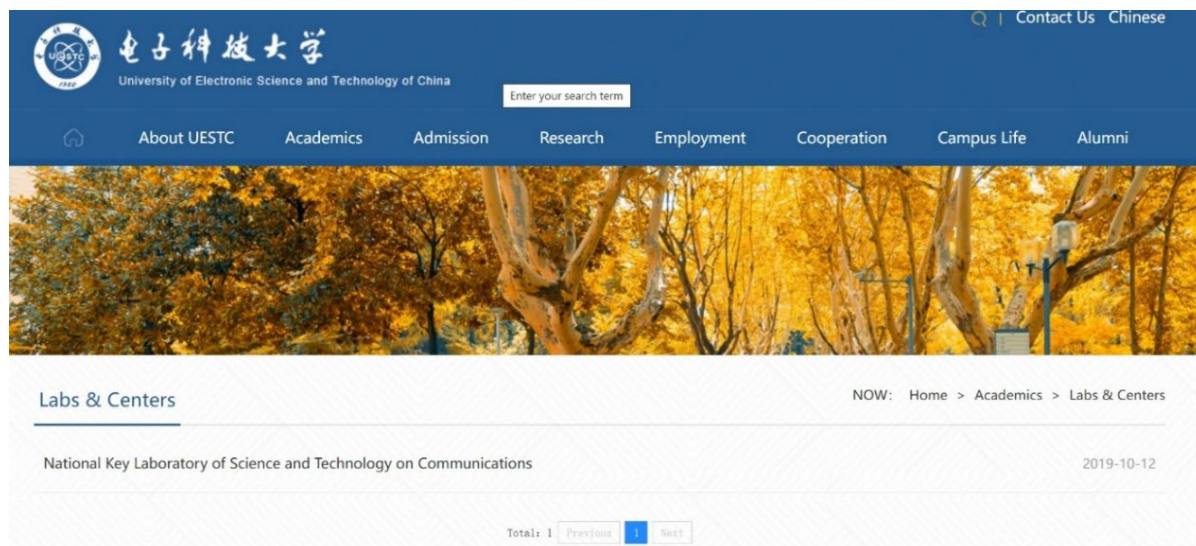 Contact Us Chinese
UESTC
1956
电子科技大学
University of Electronic Science and Technology of China
Enter your search term
About UESTC Academics Admission Research Employment Cooperation Campus Life Alumni
Labs & Centers
NOW: Home > Academics > Labs & Centers
National Key Laboratory of Science and Technology on Communications 2019-10-12
Total: 1 Previous 1 Next